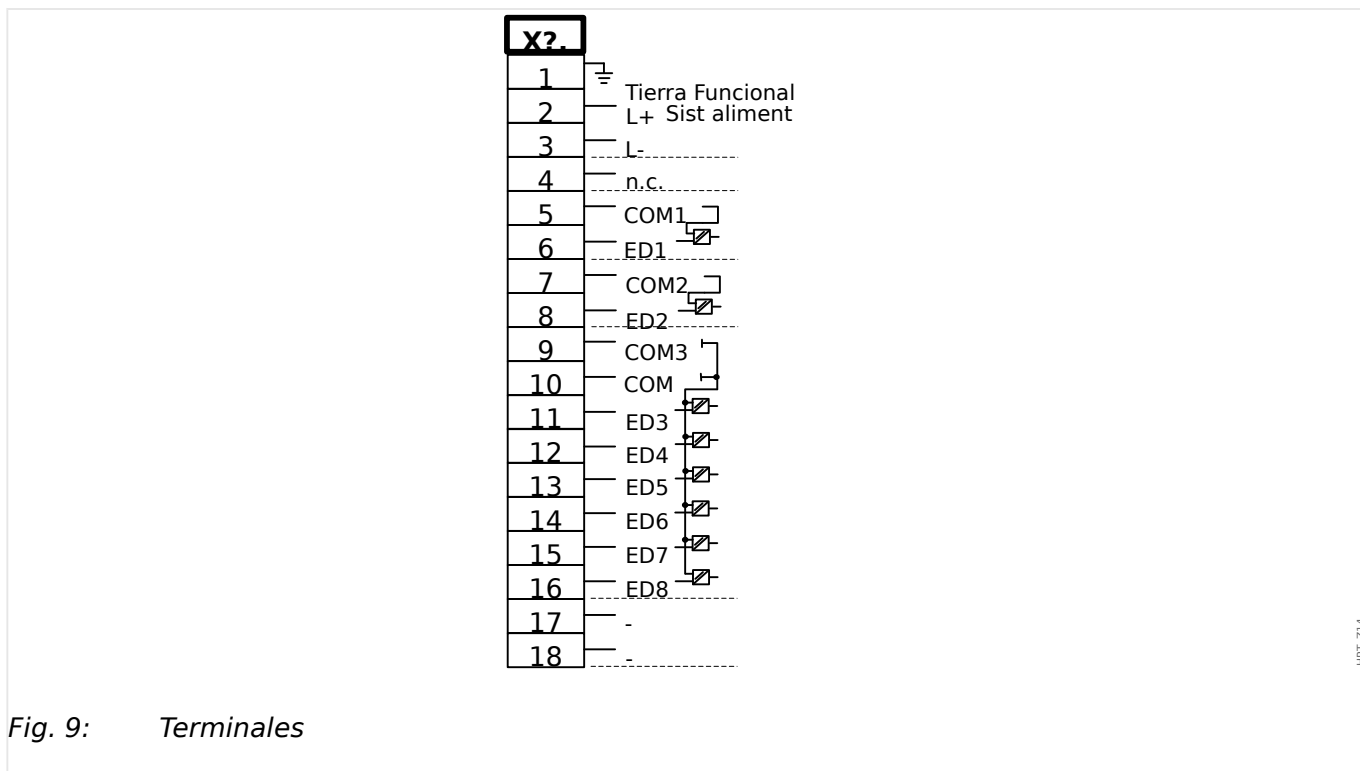 X?.
1
Tierra Funcional
2 L+ Sist aliment
3 L-
4 n.c.
5 COM1
6 ED1
7 COM2
8 ED2
9 COM3
10 COM
11 ED3
12 ED4
13 ED5
14 ED6
15 ED7
16 ED8
17 -
18 -
Fig. 9: Terminales